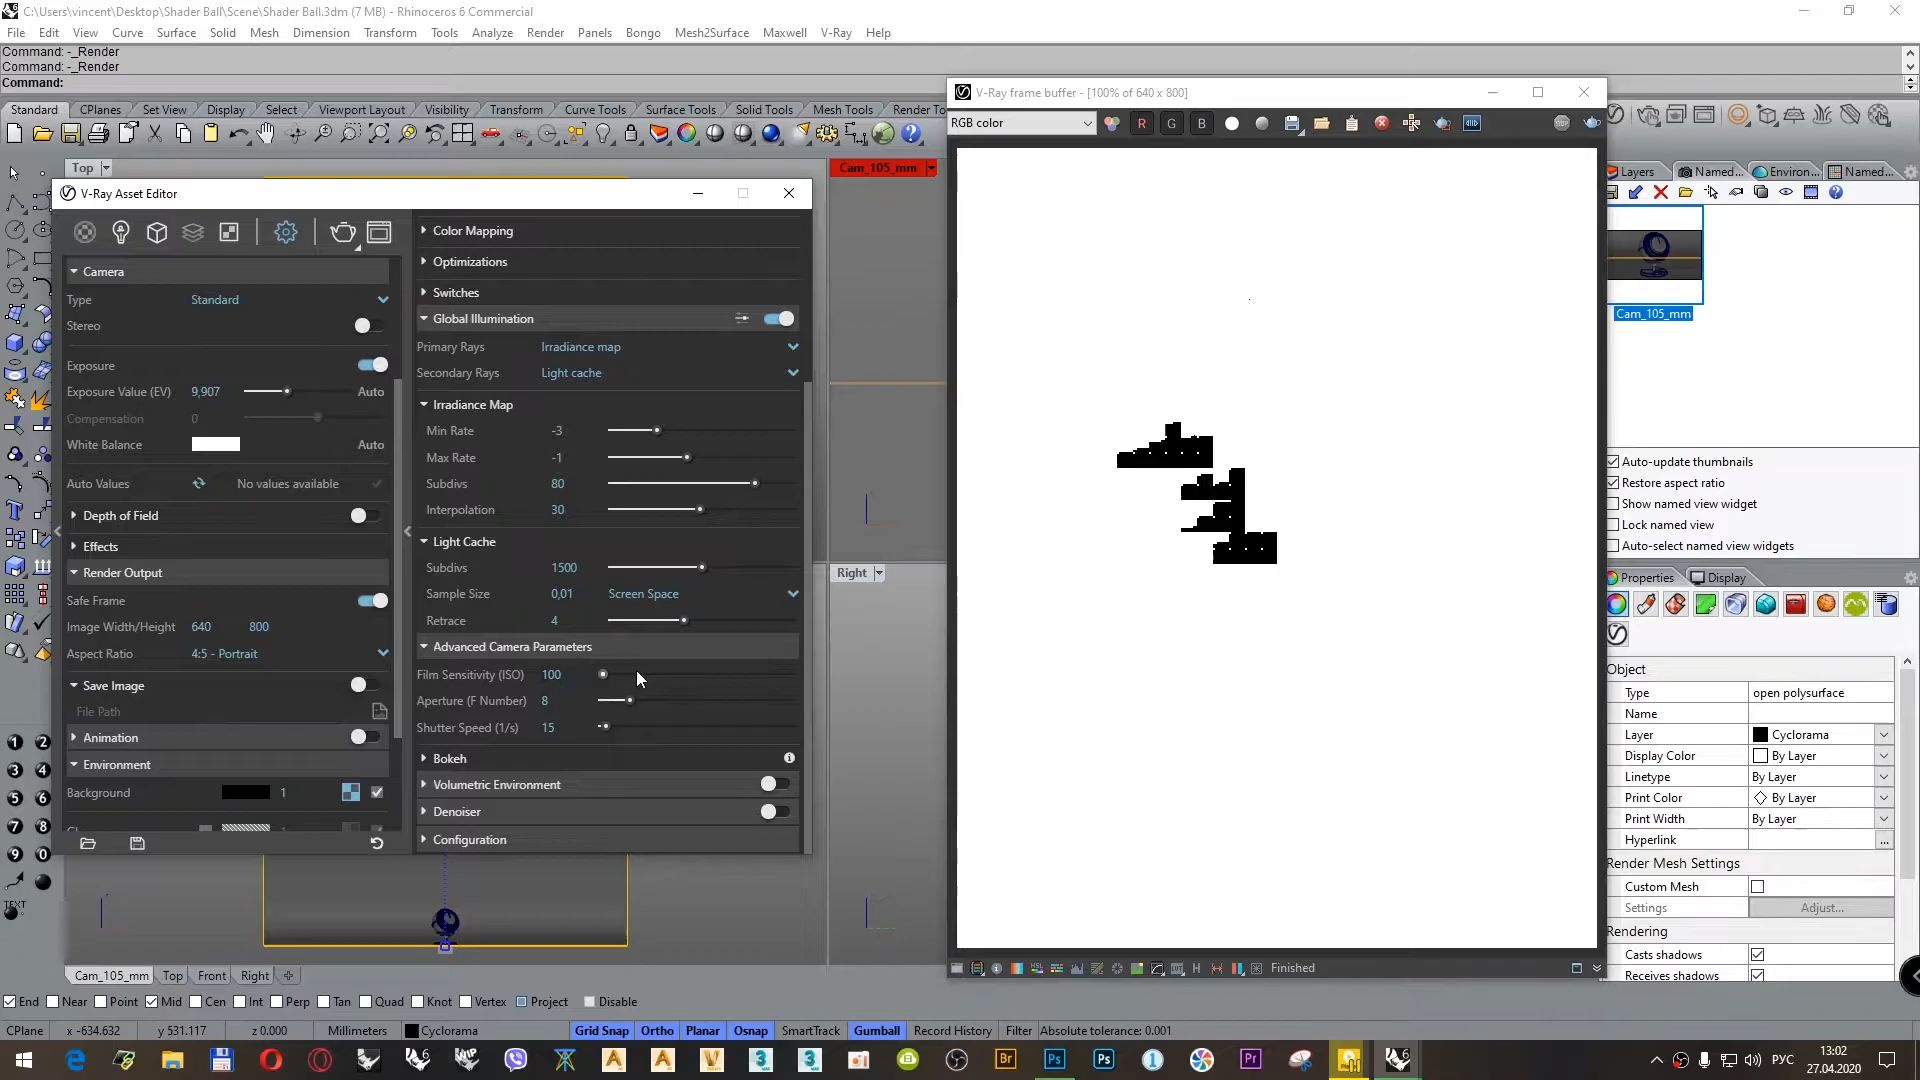 C:\Users\vincent\Desktop\Shader Ball\Scene\Shader Ball.3dm (7 MB) - Rhinoceros 6 Commercial
File Edit View Curve Surface Solid Mesh Dimension Transform Tools Analyze Render Panels Bongo Mesh2Surface Maxwell V-Ray Help
Command: -_Render
Command: -_Render
Command:
Standard CPlanes Set View Display Select Viewport Layout Visibility Transform Curve Tools Surface Tools Solid Tools Mesh Tools Render To
V-Ray frame buffer - [100% of 640 x 800]
RGB color
R G B
Top
Cam_105_mm
Layers Named... Environ... Named...
V-Ray Asset Editor
Camera
Type Standard
Stereo
Exposure
Exposure Value (EV) 9,907 Auto
Compensation 0
White Balance Auto
Auto Values No values available
Depth of Field
Effects
Render Output
Safe Frame
Image Width/Height 640 800
Aspect Ratio 4:5 - Portrait
Save Image
File Path
Animation
Environment
Background 1
Color Mapping
Optimizations
Switches
Global Illumination
Primary Rays Irradiance map
Secondary Rays Light cache
Irradiance Map
Min Rate -3
Max Rate -1
Subdivs 80
Interpolation 30
Light Cache
Subdivs 1500
Sample Size 0,01 Screen Space
Retrace 4
Advanced Camera Parameters
Film Sensitivity (ISO) 100
Aperture (F Number) 8
Shutter Speed (1/s) 15
Bokeh
Volumetric Environment
Denoiser
Configuration
Right
Finished
Cam_105_mm
Auto-update thumbnails
Restore aspect ratio
Show named view widget
Lock named view
Auto-select named view widgets
Properties Display
Object
Type open polysurface
Name
Layer Cyclorama
Display Color By Layer
Linetype By Layer
Print Color By Layer
Print Width By Layer
Hyperlink ...
Render Mesh Settings
Custom Mesh
Settings Adjust...
Rendering
Casts shadows
Receives shadows
1 2
3 4
5 6
7 8
9 0
TEXT
Cam_105_mm Top Front Right
End Near Point Mid Cen Int Perp Tan Quad Knot Vertex Project Disable
CPlane x -634.632 y 531.117 z 0.000 Millimeters Cyclorama Grid Snap Ortho Planar Osnap SmartTrack Gumball Record History Filter Absolute tolerance: 0.001
РУС
13:02
27.04.2020